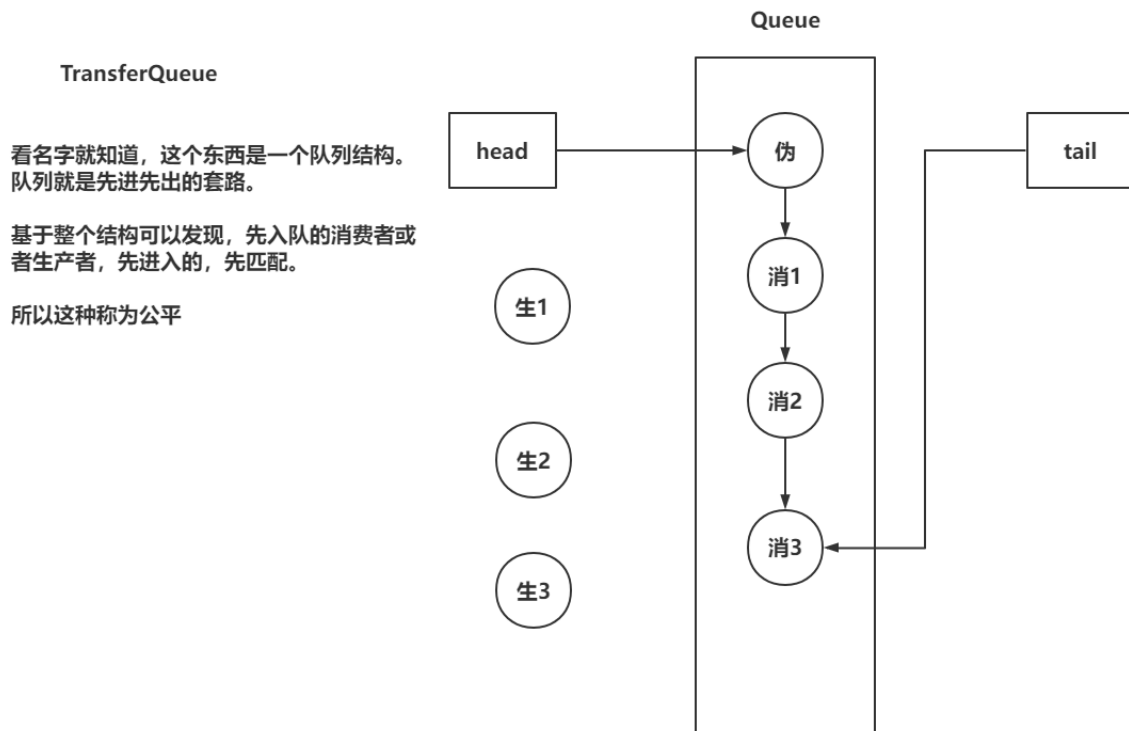 Queue
TransferQueue
看名字就知道，这个东西是一个队列结构。
队列就是先进先出的套路。
基于整个结构可以发现，先入队的消费者或
者生产者，先进入的，先匹配。
所以这种称为公平
head
伪
tail
消1
生1
消2
生2
消3
生3